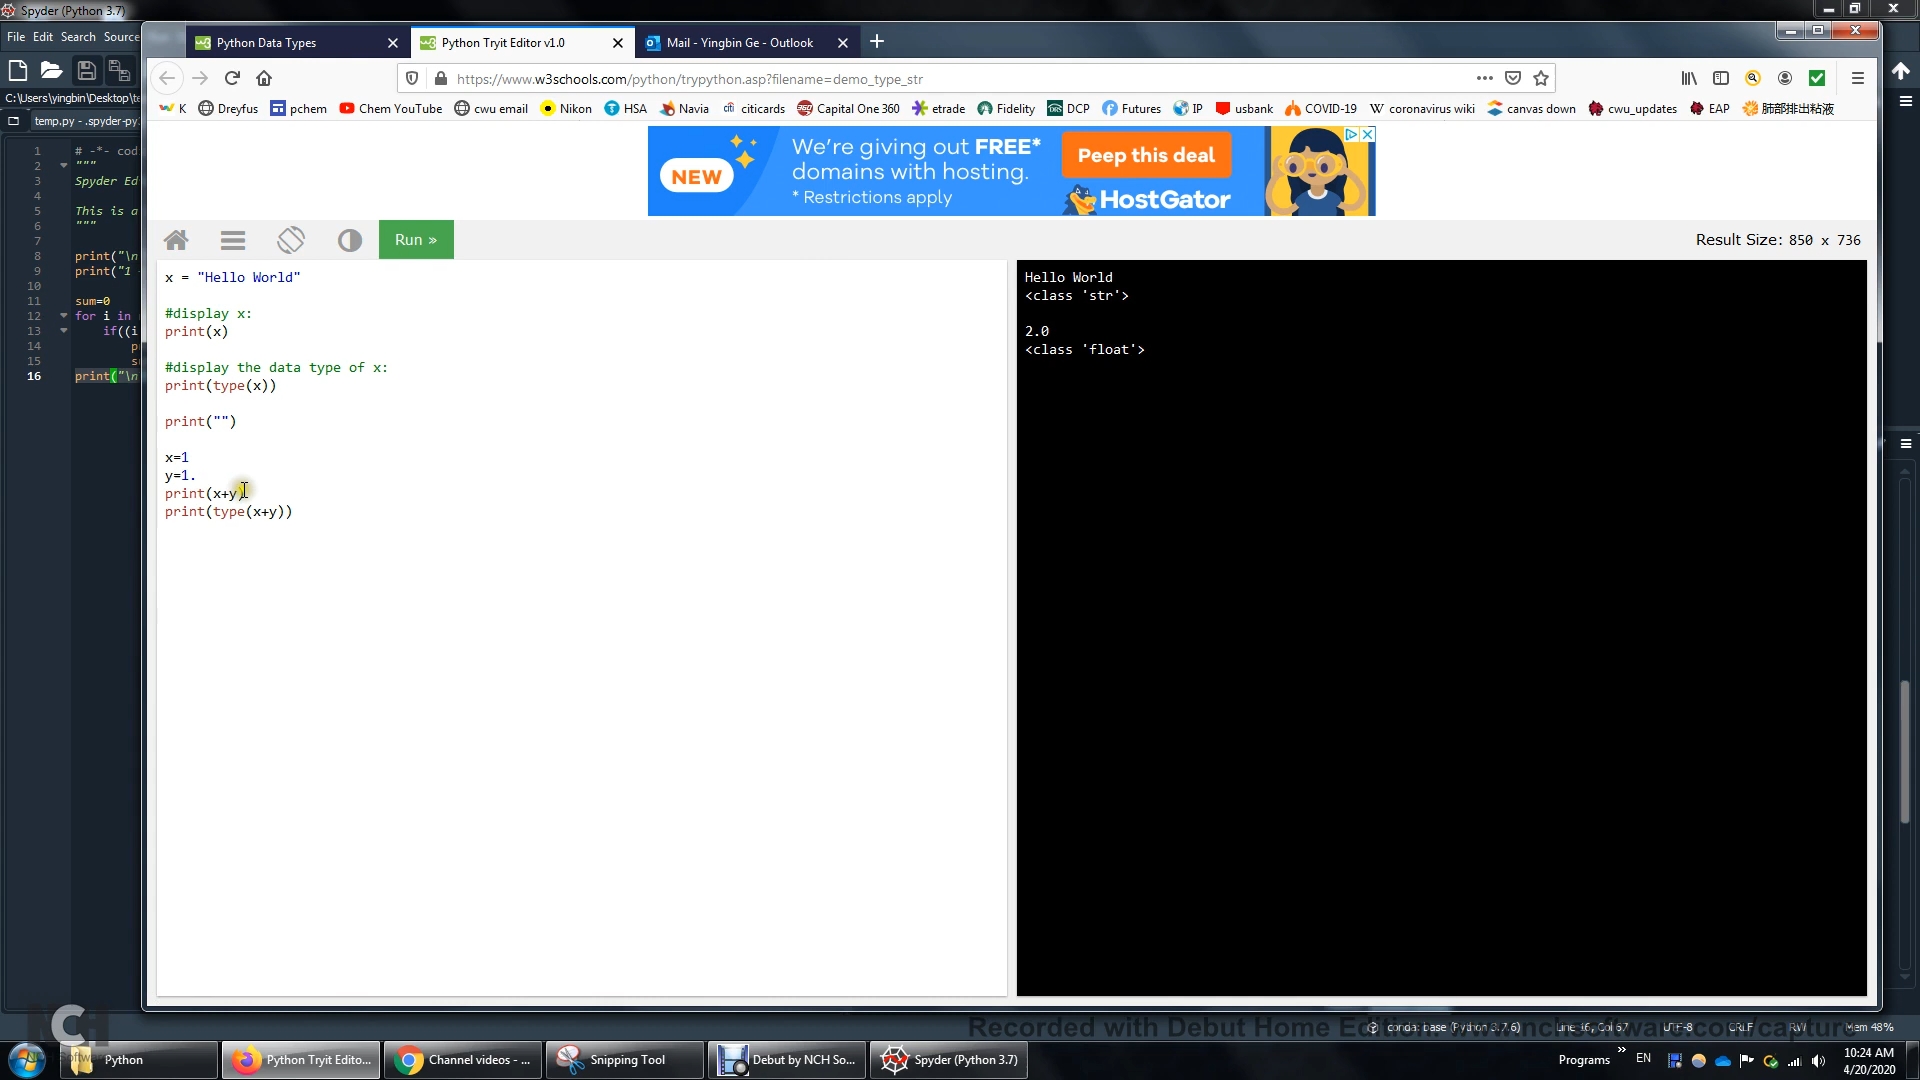 Spyder (Python 3.7)
File Edit Search Source
C:\Users\yingbin\Desktop\te
temp.py - .spyder-py
1 # -*- cod
2 """
3 Spyder Ed
4
5 This is a
6 """
7
8 print("\n
9 print("1
10
11 sum=0
12 for i in
13 if((i
14 p
15 s
16 print("\n
Python Data Types
Python Tryit Editor v1.0
Mail - Yingbin Ge - Outlook
https://www.w3schools.com/python/trypython.asp?filename=demo_type_str
K Dreyfus pchem Chem YouTube cwu email Nikon HSA Navia citi citicards Capital One 360 etrade Fidelity DCP Futures IP usbank COVID-19 W coronavirus wiki canvas down cwu_updates EAP 肺部排出粘液
NEW
We're giving out FREE*
domains with hosting.
* Restrictions apply
Peep this deal
HostGator
Run »
Result Size: 850 x 736
x = "Hello World"
#display x:
print(x)
#display the data type of x:
print(type(x))
print("")
x=1
y=1.
print(x+y)
print(type(x+y))
Hello World
<class 'str'>
2.0
<class 'float'>
NCH
Recorded with Debut Home Edition. www.nchsoftware.com/capture
conda: base (Python 3.7.6) Line 16, Col 67 UTF-8 CRLF RW Mem 48%
Python
Python Tryit Edito...
Channel videos - ...
Snipping Tool
Debut by NCH So...
Spyder (Python 3.7)
Programs » EN
10:24 AM
4/20/2020